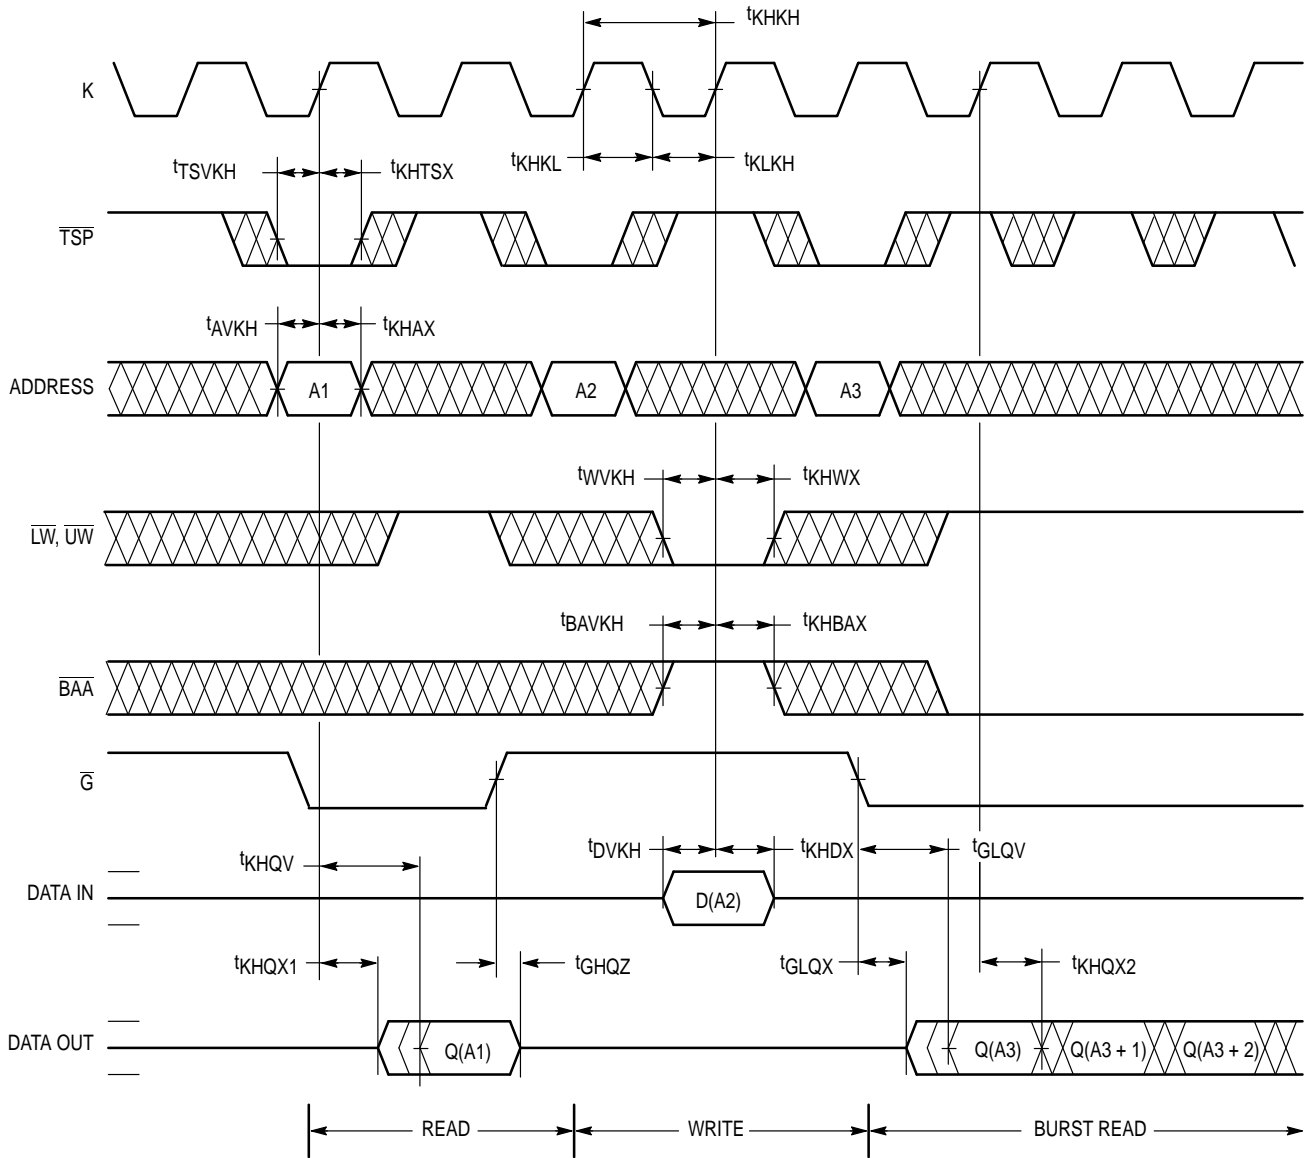 tKHKH
K
tTSVKH
tKHTSX
tKHKL
tKLKH
TSP
tAVKH
tKHAX
ADDRESS
A1
A2
A3
tWVKH
tKHWX
LW, UW
tBAVKH
tKHBAX
BAA
G
tKHQV
tDVKH
tKHDX
tGLQV
DATA IN
D(A2)
tKHQX1
tGHQZ
tGLQX
tKHQX2
DATA OUT
Q(A1)
Q(A3)
Q(A3 + 1)
Q(A3 + 2)
READ
WRITE
BURST READ